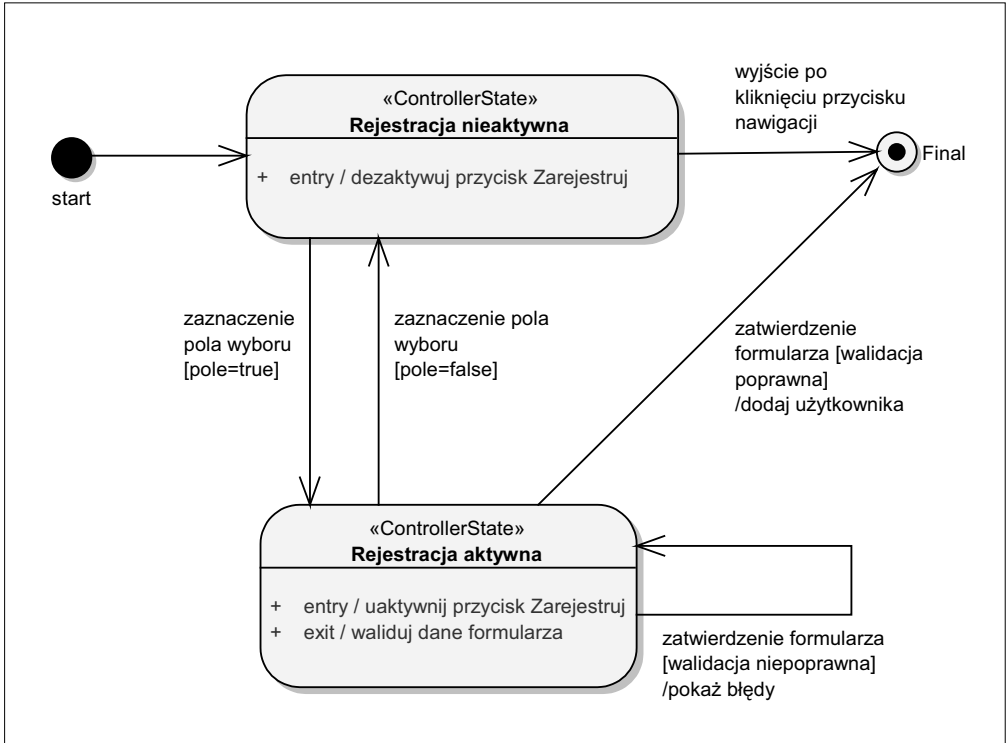 «ControllerState»
Rejestracja nieaktywna
+ entry / dezaktywuj przycisk Zarejestruj
start
wyjście po
kliknięciu przycisku
nawigacji
Final
zaznaczenie
pola wyboru
[pole=true]
zaznaczenie pola
wyboru
[pole=false]
zatwierdzenie
formularza [walidacja
poprawna]
/dodaj użytkownika
«ControllerState»
Rejestracja aktywna
+ entry / uaktywnij przycisk Zarejestruj
+ exit / waliduj dane formularza
zatwierdzenie formularza
[walidacja niepoprawna]
/pokaż błędy